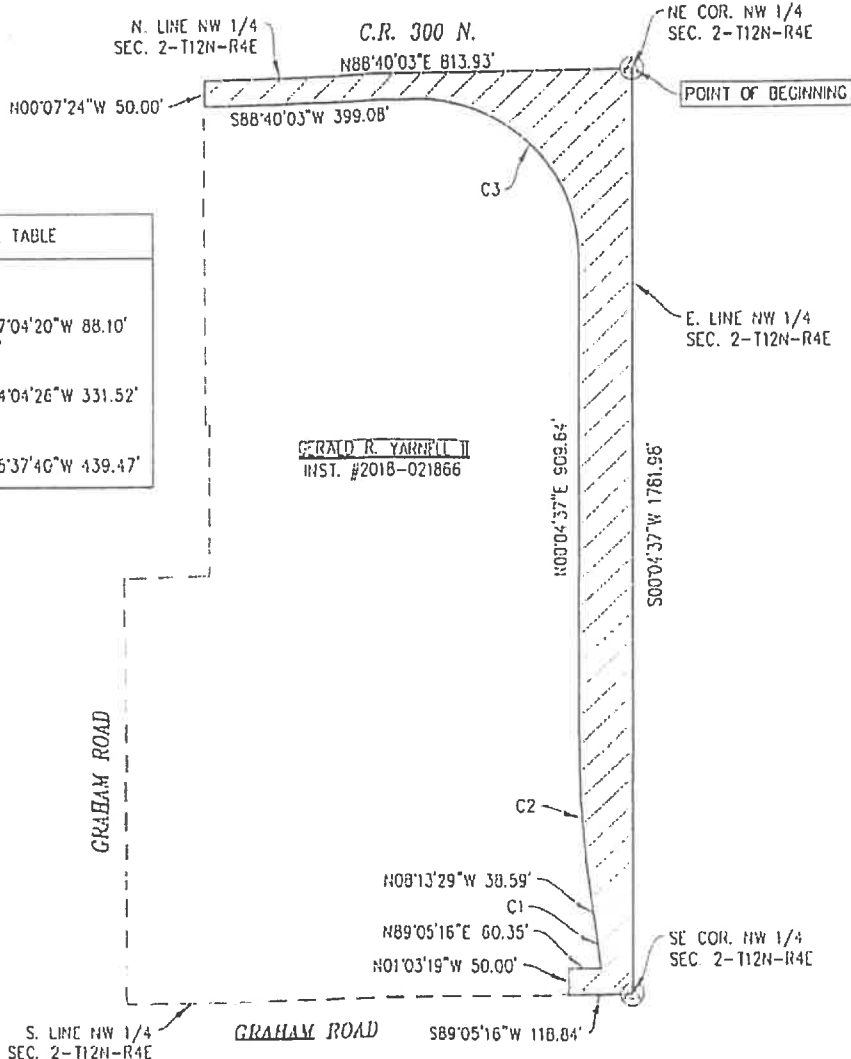 N. LINE NW 1/4
SEC. 2-T12N-R4E
C.R. 300 N.
NE COR. NW 1/4
SEC. 2-T12N-R4E
N88°40'03"E 813.93'
POINT OF BEGINNING
N00°07'24"W 50.00'
S88°40'03"W 399.08'
C3
TABLE
7°04'20"W 88.10'
4°04'26"W 331.52'
5°37'40"W 439.47'
E. LINE NW 1/4
SEC. 2-T12N-R4E
GERALD R. YARNELL II
INST. #2018-021866
N00°04'37"E 909.64'
S00°04'37"W 1761.96'
GRAHAM ROAD
C2
N08°13'29"W 38.59'
C1
N89°05'16"E 60.35'
N01°03'19"W 50.00'
SE COR. NW 1/4
SEC. 2-T12N-R4E
S. LINE NW 1/4
SEC. 2-T12N-R4E
GRAHAM ROAD
S89°05'16"W 118.84'